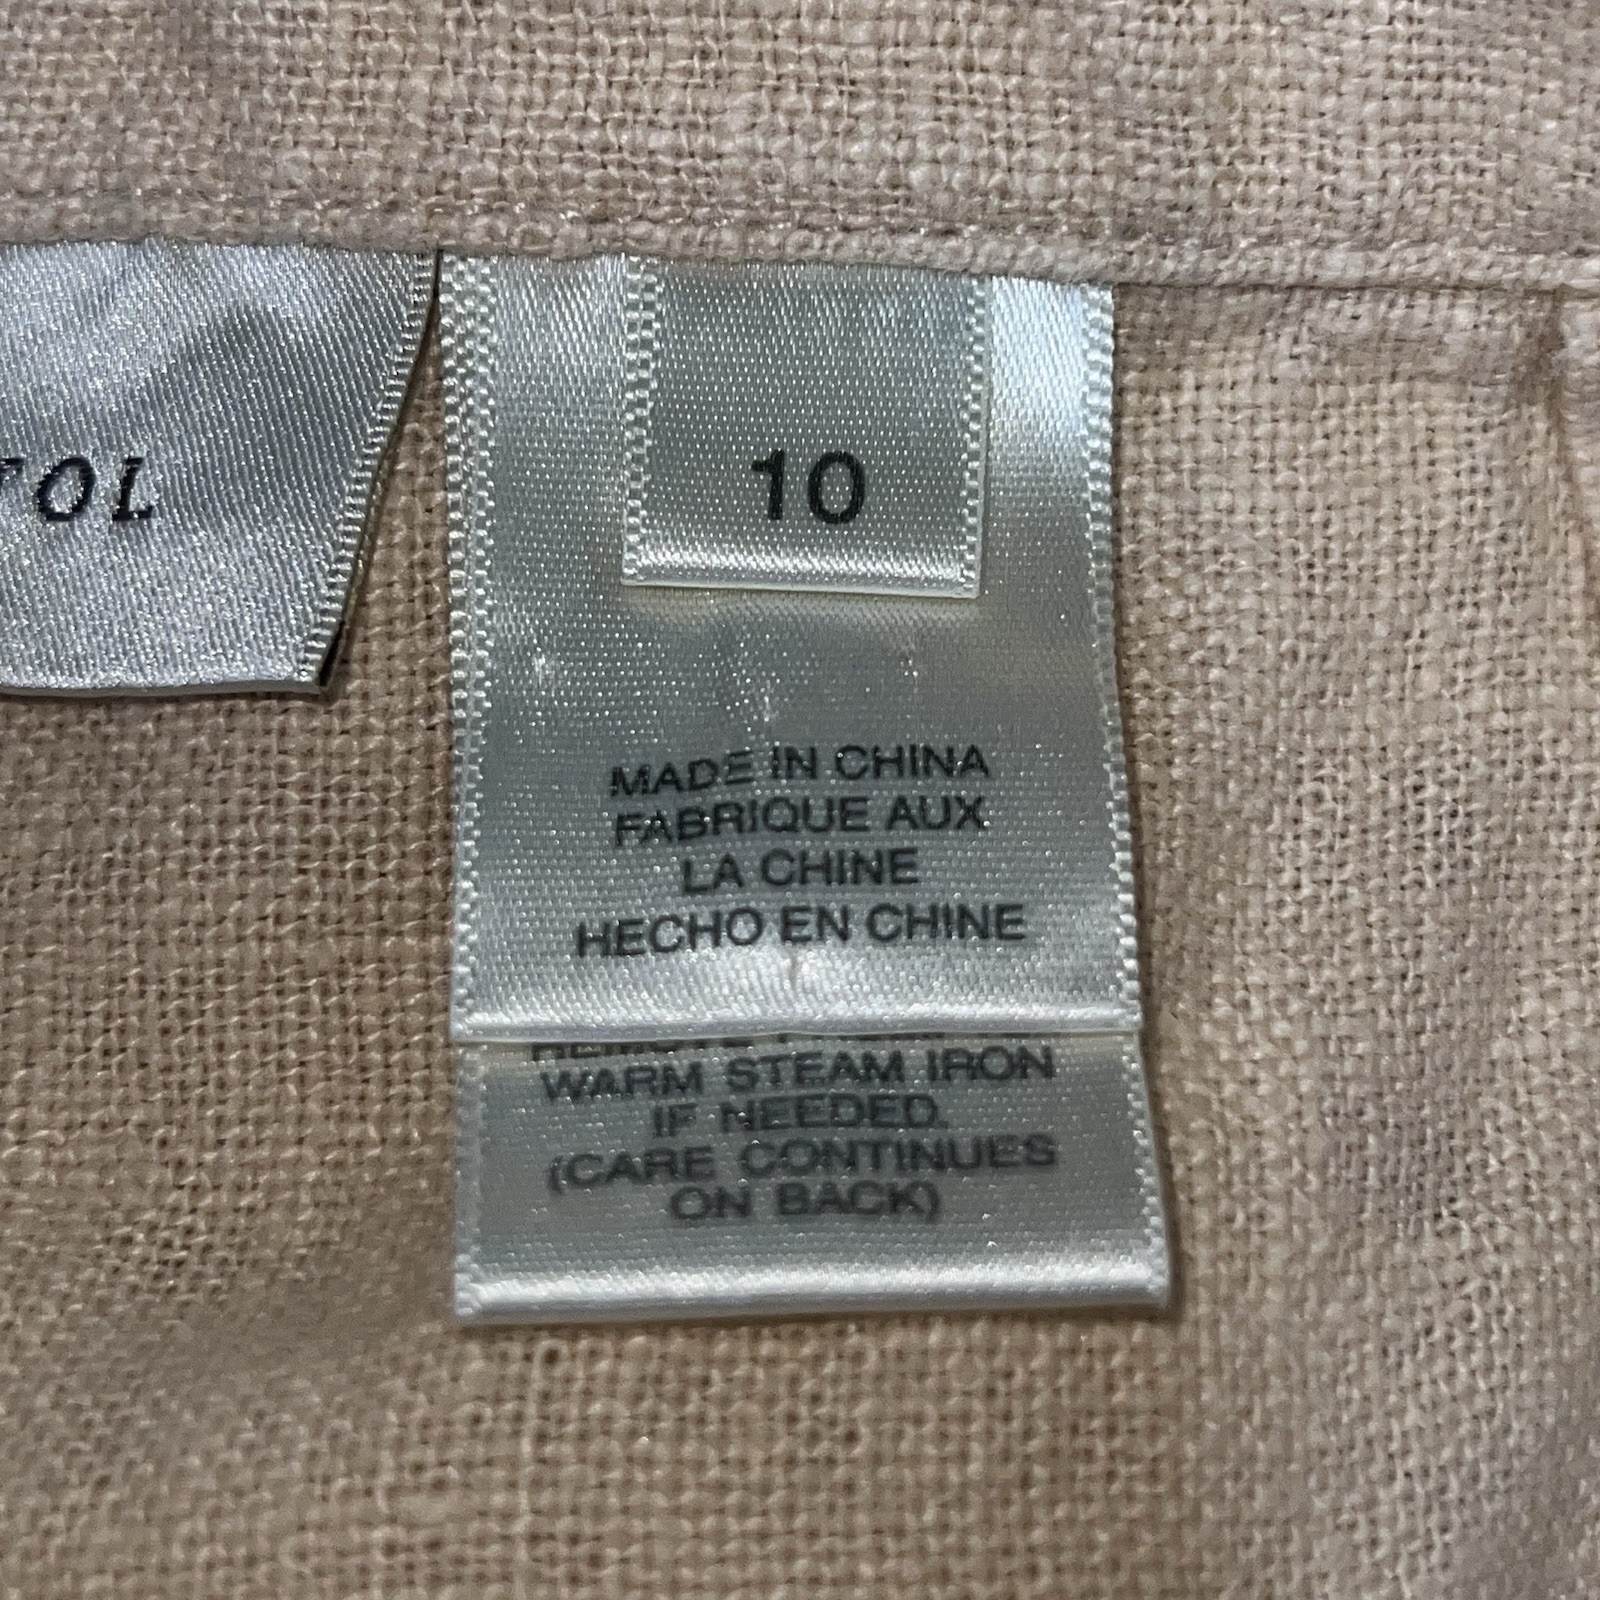 OL
10
MADE IN CHINA
FABRIQUE AUX
LA CHINE
HECHO EN CHINE
WARM STEAM IRON
IF NEEDED.
(CARE CONTINUES
ON BACK)